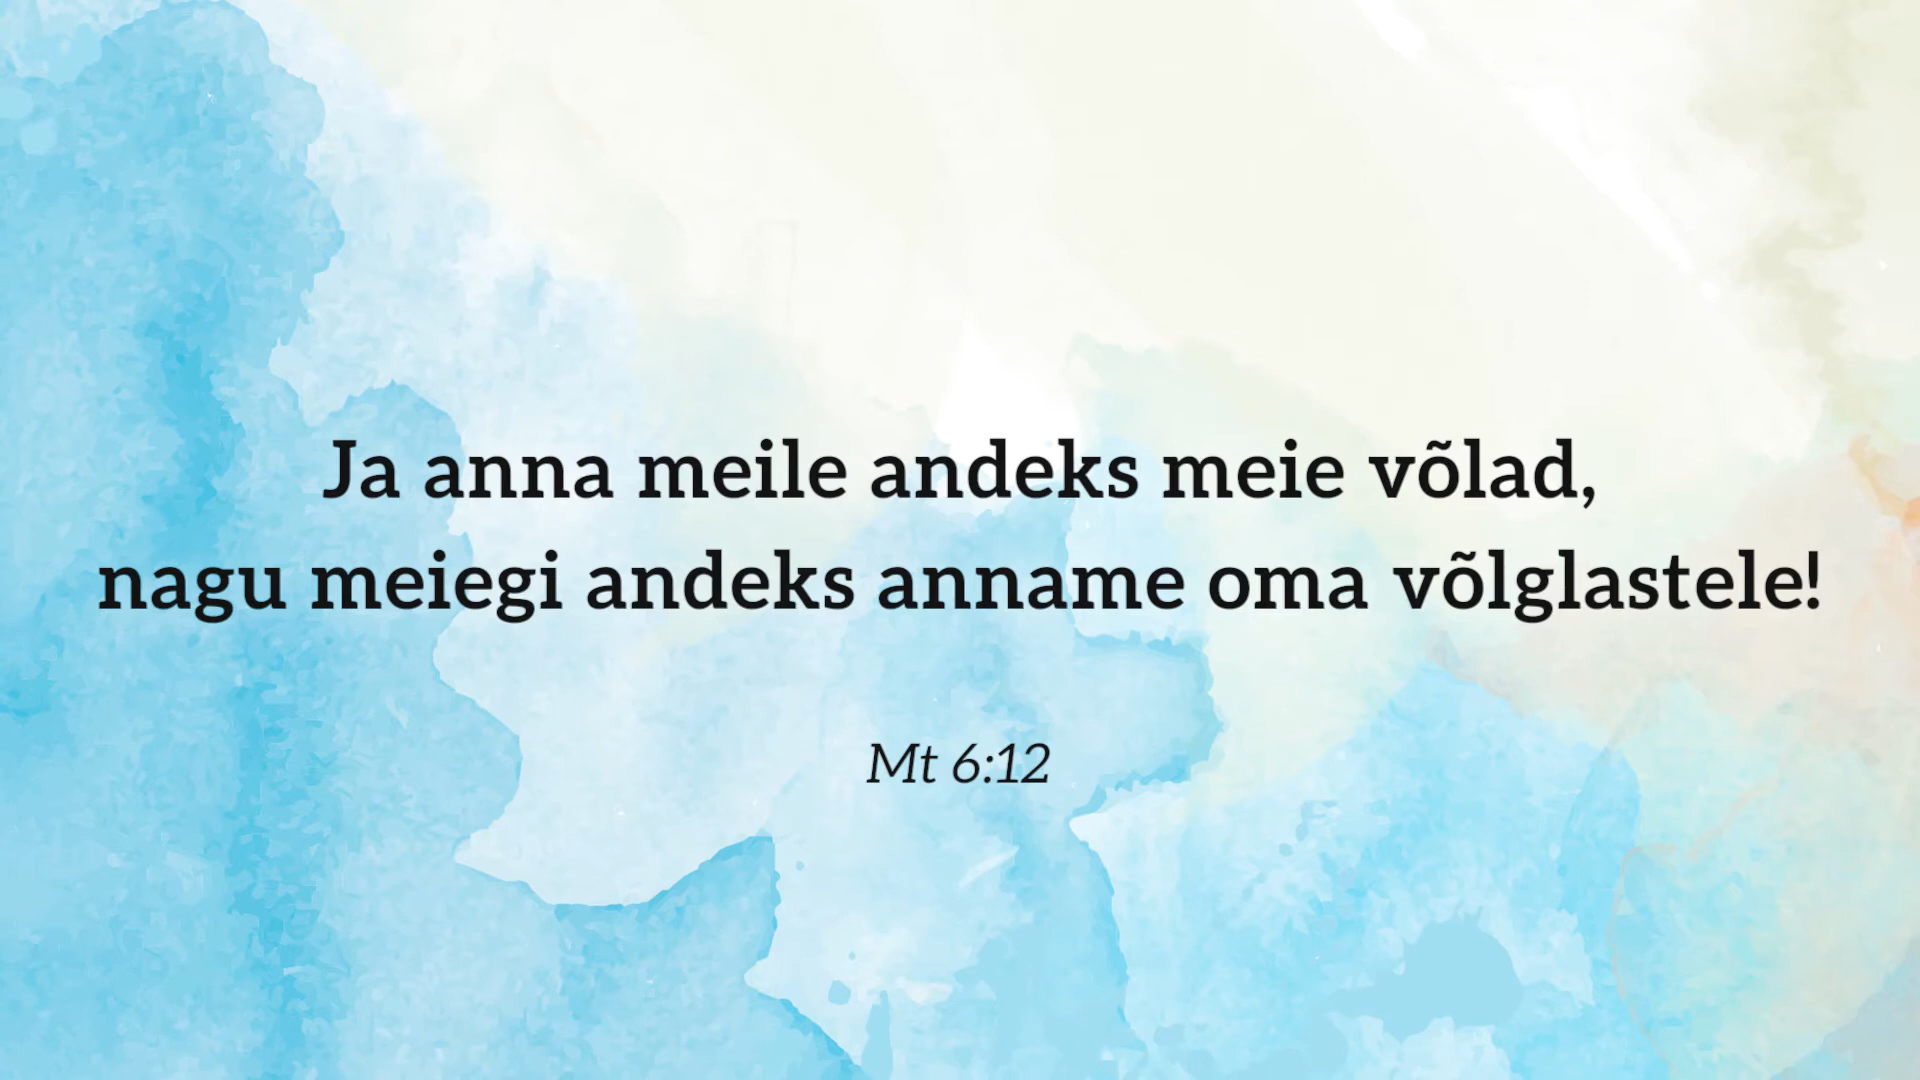 Ja anna meile andeks meie võlad,
nagu meiegi andeks anname oma võlglastele!
Mt 6:12